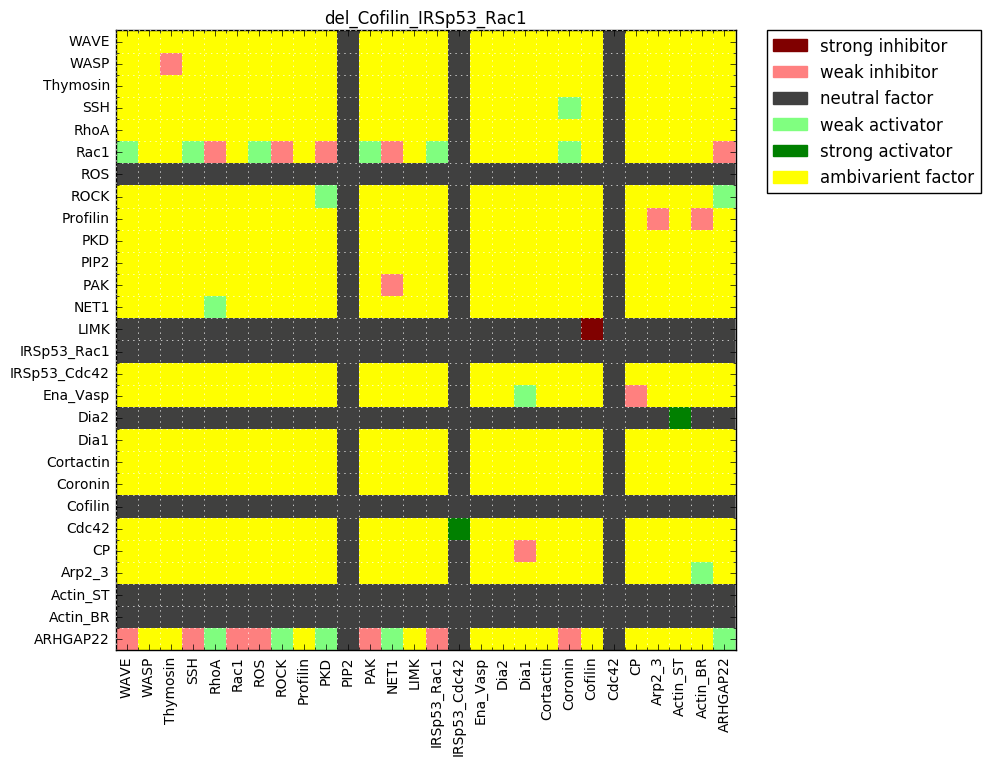 del_Cofilin_IRSp53_Rac1
WAVE
WASP
Thymosin
SSH
RhoA
Rac1
ROS
ROCK
Profilin
PKD
PIP2
PAK
NET1
LIMK
IRSp53_Rac1
IRSp53_Cdc42
Ena_Vasp
Dia2
Dia1
Cortactin
Coronin
Cofilin
Cdc42
CP
Arp2_3
Actin_ST
Actin_BR
ARHGAP22
WAVE
WASP
Thymosin
SSH
RhoA
Rac1
ROS
ROCK
Profilin
PKD
PIP2
PAK
NET1
LIMK
IRSp53_Rac1
IRSp53_Cdc42
Ena_Vasp
Dia2
Dia1
Cortactin
Coronin
Cofilin
Cdc42
CP
Arp2_3
Actin_ST
Actin_BR
ARHGAP22
strong inhibitor
weak inhibitor
neutral factor
weak activator
strong activator
ambivarient factor